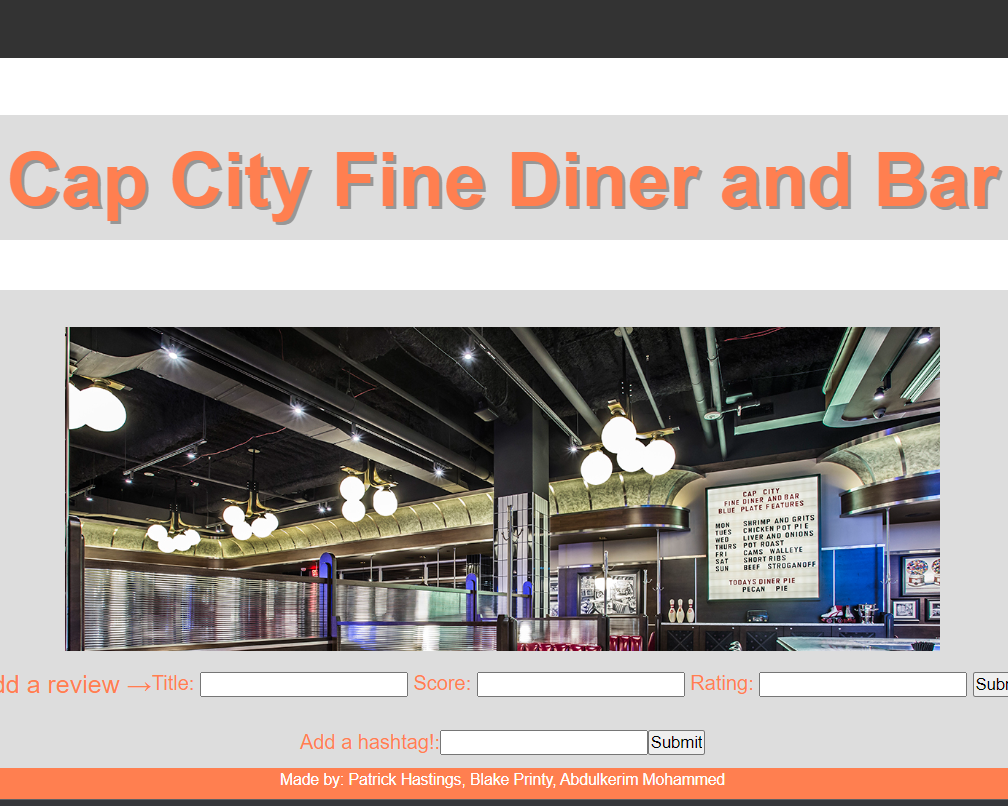 Cap City Fine Diner and Bar
CAP CITY
FINE DINER AND BAR
BLUE PLATE FEATURES
MON SHRIMP AND GRITS
TUES CHICKEN POT PIE
WED LIVER AND ONIONS
THURS POT ROAST
FRI CAMS WALLEYE
SAT SHORT RIBS
SUN BEEF STROGANOFF
TODAYS DINER PIE
PECAN PIE
dd a review →Title: Score: Rating: Subm
Add a hashtag!: Submit
Made by: Patrick Hastings, Blake Printy, Abdulkerim Mohammed